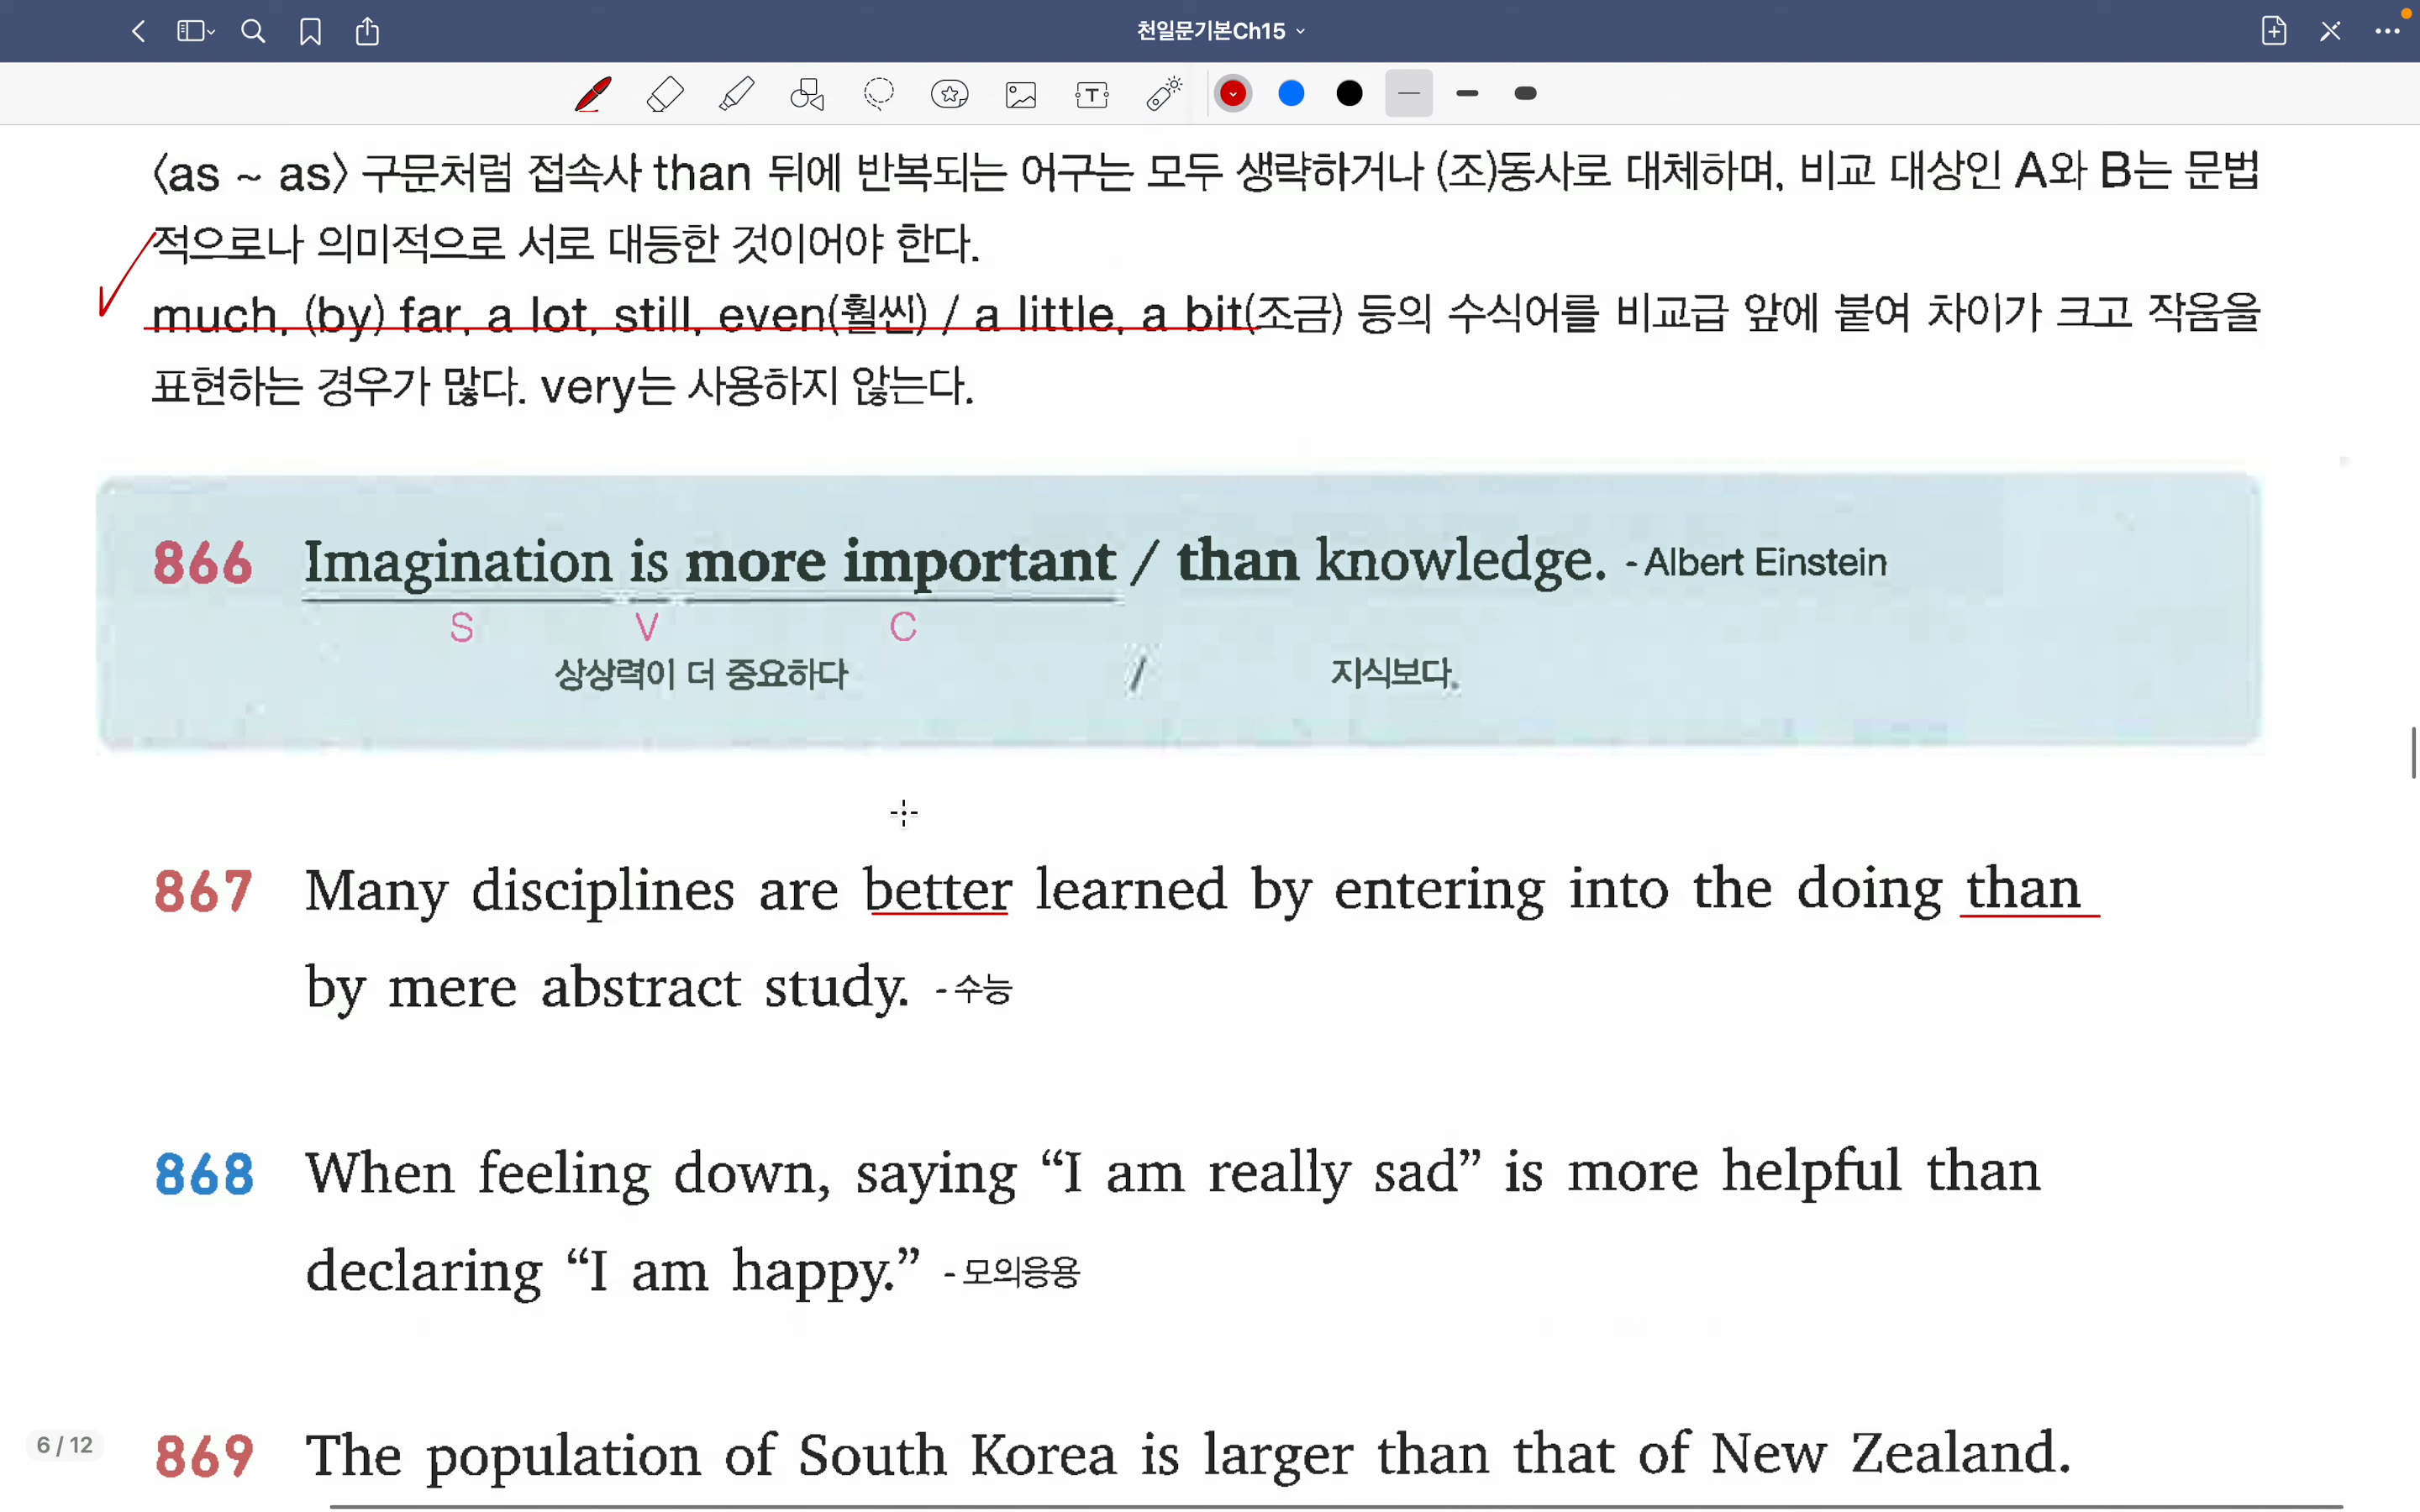 천일문기본Ch15
T
〈as ~ as〉 구문처럼 접속사 than 뒤에 반복되는 어구는 모두 생략하거나 (조)동사로 대체하며, 비교 대상인 A와 B는 문법
적으로나 의미적으로 서로 대등한 것이어야 한다.
much, (by) far, a lot, still, even(훨씬) / a little, a bit(조금) 등의 수식어를 비교급 앞에 붙여 차이가 크고 작음을
표현하는 경우가 많다. very는 사용하지 않는다.
866 Imagination is more important / than knowledge. - Albert Einstein
S V C
상상력이 더 중요하다 / 지식보다.
867 Many disciplines are better learned by entering into the doing than
by mere abstract study. - 수능
868 When feeling down, saying “I am really sad” is more helpful than
declaring “I am happy.” - 모의응용
6 / 12
869 The population of South Korea is larger than that of New Zealand.